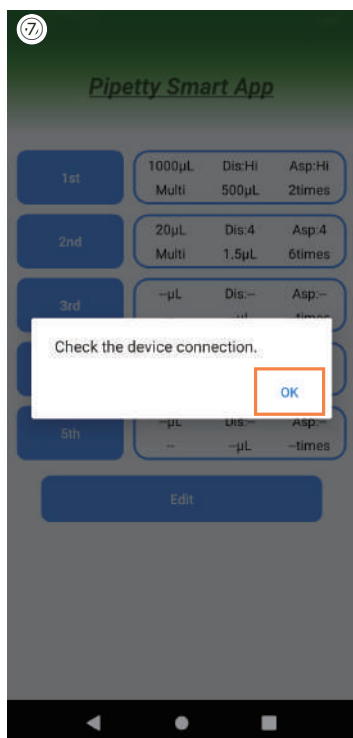 ⑦
Pipetty Smart App
1st
1000µL Dis:Hi Asp:Hi
Multi 500µL 2times
2nd
20µL Dis:4 Asp:4
Multi 1.5µL 6times
3rd
--µL Dis:-- Asp:--
Check the device connection.
OK
5th
--µL Dis:-- Asp:--
-- --µL --times
Edit